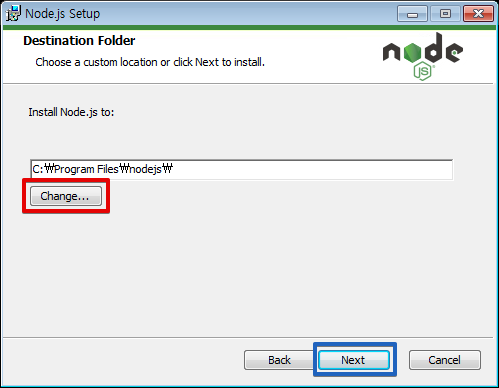 Node.js Setup
Destination Folder
Choose a custom location or click Next to install.
node
JS
Install Node.js to:
C:₩Program Files₩nodejs₩
Change...
Back
Next
Cancel